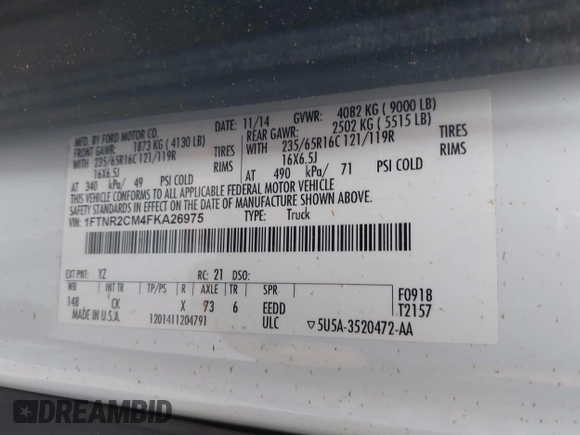 MFD. BY FORD MOTOR CO.
DATE: 11/14 GVWR: 4082 KG ( 9000 LB)
FRONT GAWR: 1873 KG ( 4130 LB)
REAR GAWR: 2502 KG ( 5515 LB)
WITH 235/65R16C 121/119R TIRES
WITH 235/65R16C 121/119R TIRES
16X6.5J RIMS
16X6.5J RIMS
AT 340 kPa/ 49 PSI COLD
AT 490 kPa/ 71 PSI COLD
THIS VEHICLE CONFORMS TO ALL APPLICABLE FEDERAL MOTOR VEHICLE
SAFETY STANDARDS IN EFFECT ON THE DATE OF MANUFACTURE SHOWN ABOVE.
VIN: 1FTNR2CM4FKA26975 TYPE: Truck
EXT PNT: YZ RC: 21 DSO:
WB INT TR TP/PS R AXLE TR SPR
148 CK X 73 6 EEDD
F0918
T2157
MADE IN U.S.A. 1201411204791 ULC ▽5U5A-3520472-AA
DREAMBID